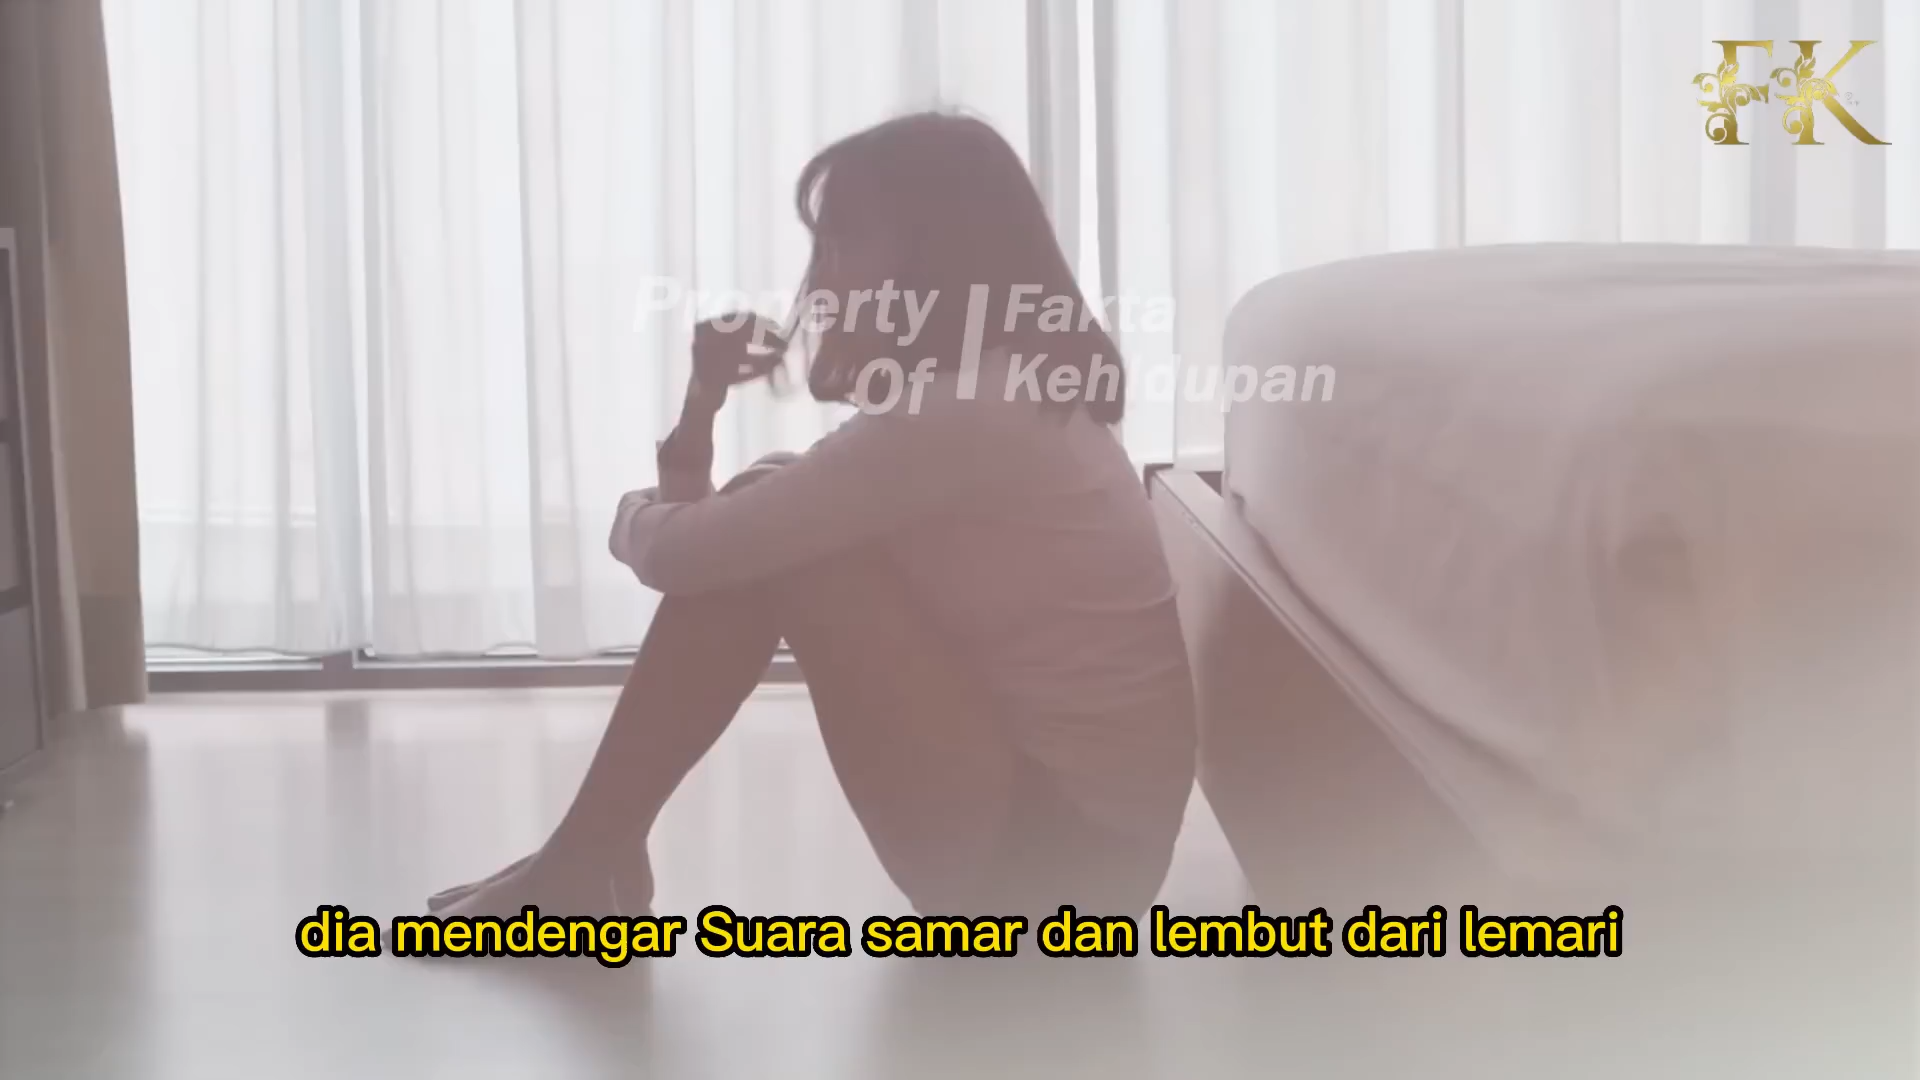 FK
Property
Of
Fakta
Kehidupan
dia mendengar Suara samar dan lembut dari lemari